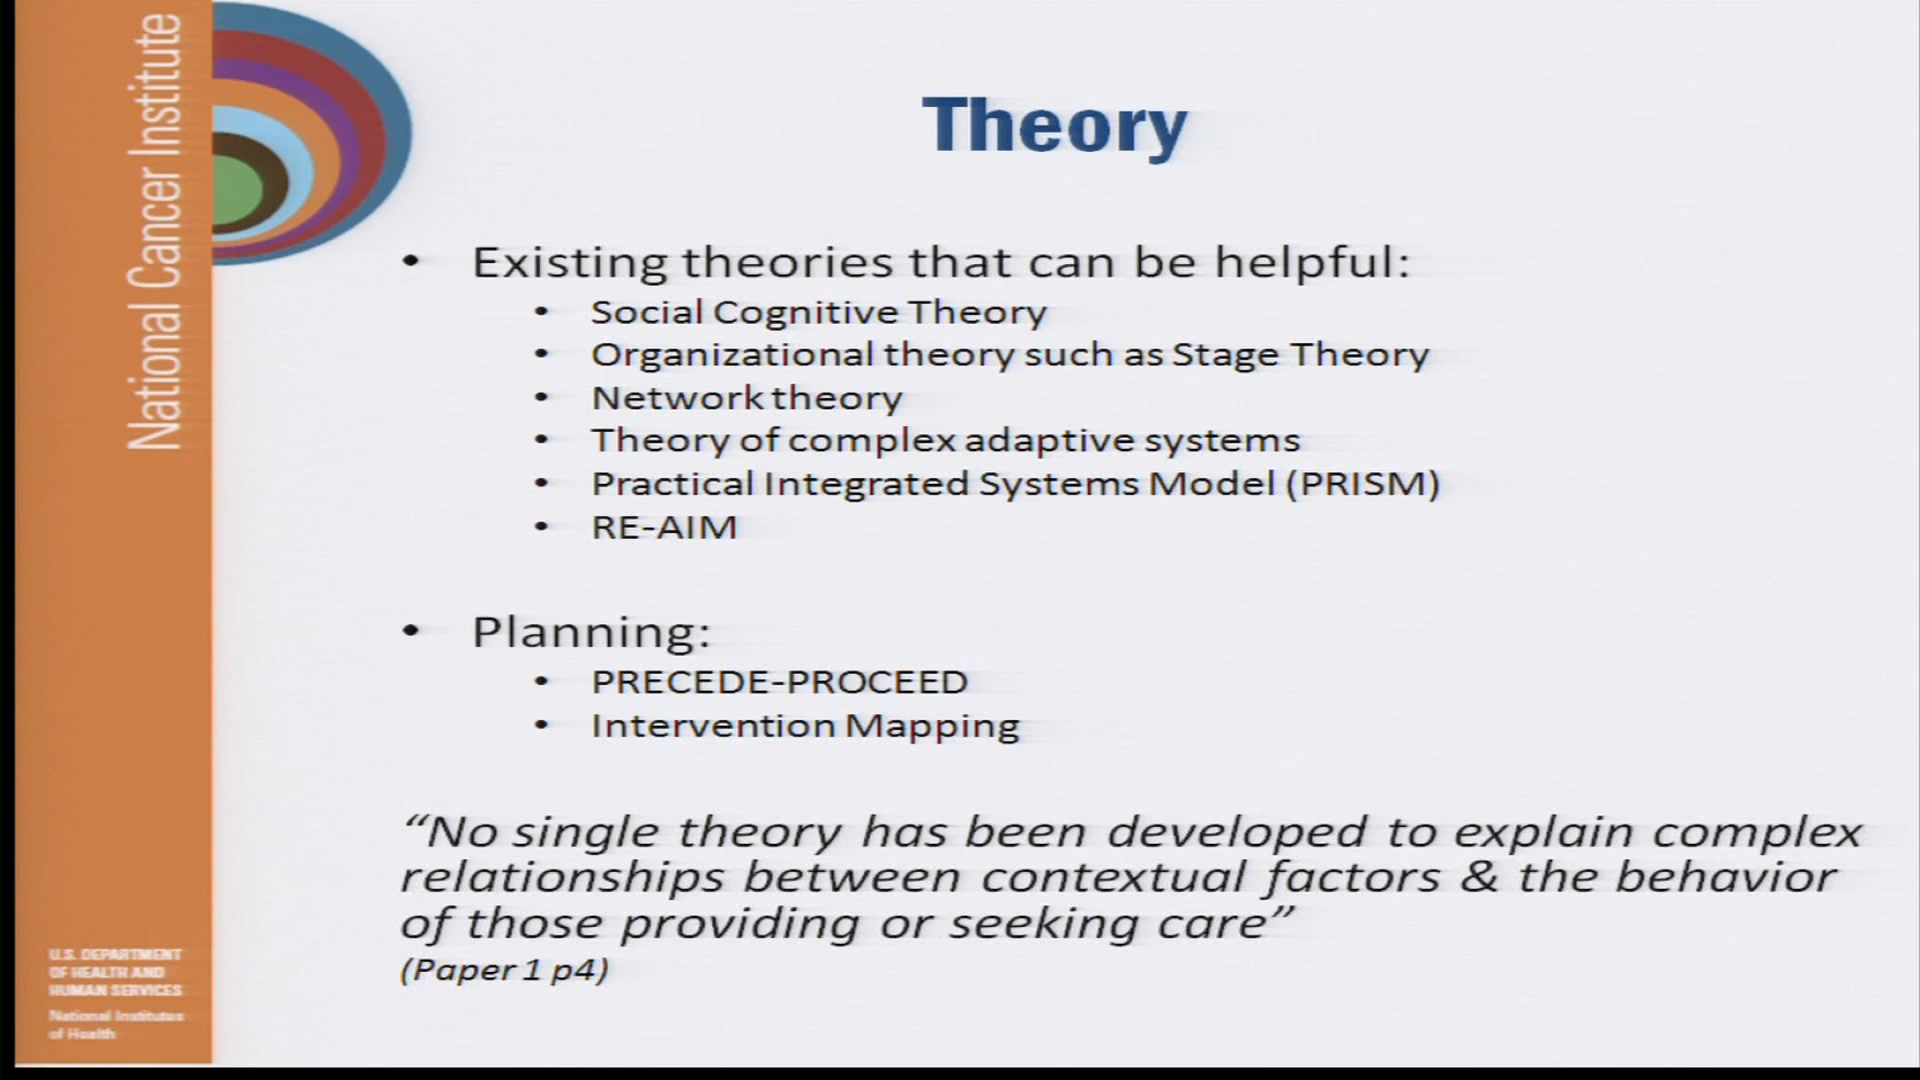 National Cancer Institute
Theory
• Existing theories that can be helpful:
• Social Cognitive Theory
• Organizational theory such as Stage Theory
• Network theory
• Theory of complex adaptive systems
• Practical Integrated Systems Model (PRISM)
• RE-AIM
• Planning:
• PRECEDE-PROCEED
• Intervention Mapping
“No single theory has been developed to explain complex
relationships between contextual factors & the behavior
of those providing or seeking care”
(Paper 1 p4)
U.S. DEPARTMENT
OF HEALTH AND
HUMAN SERVICES
National Institutes
of Health